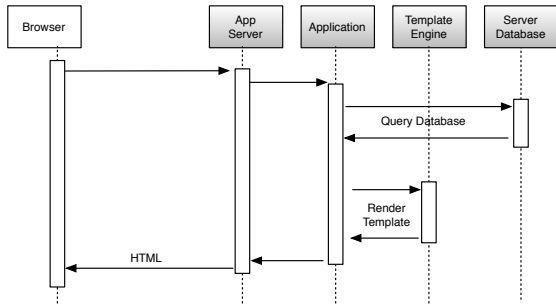 Browser
App
Server
Application
Template
Engine
Server
Database
Query Database
Render
Template
HTML